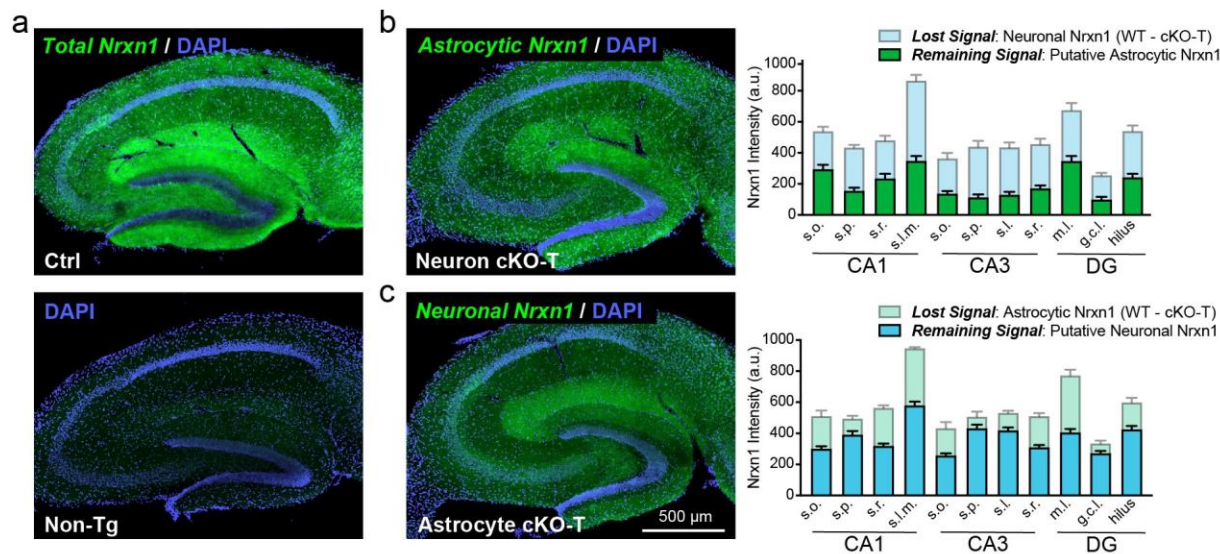 a
Total Nrxn1 / DAPI
Ctrl
DAPI
Non-Tg
b
Astrocytic Nrxn1 / DAPI
Neuron cKO-T
Lost Signal: Neuronal Nrxn1 (WT - cKO-T)
Remaining Signal: Putative Astrocytic Nrxn1
Nrxn1 Intensity (a.u.)
1000
800
600
400
200
0
s.o. s.p. s.r. s.l.m. s.o. s.p. s.l. s.r. m.l. g.c.l. hilus
CA1 CA3 DG
c
Neuronal Nrxn1 / DAPI
Astrocyte cKO-T
500 µm
Lost Signal: Astrocytic Nrxn1 (WT - cKO-T)
Remaining Signal: Putative Neuronal Nrxn1
Nrxn1 Intensity (a.u.)
1000
800
600
400
200
0
s.o. s.p. s.r. s.l.m. s.o. s.p. s.l. s.r. m.l. g.c.l. hilus
CA1 CA3 DG